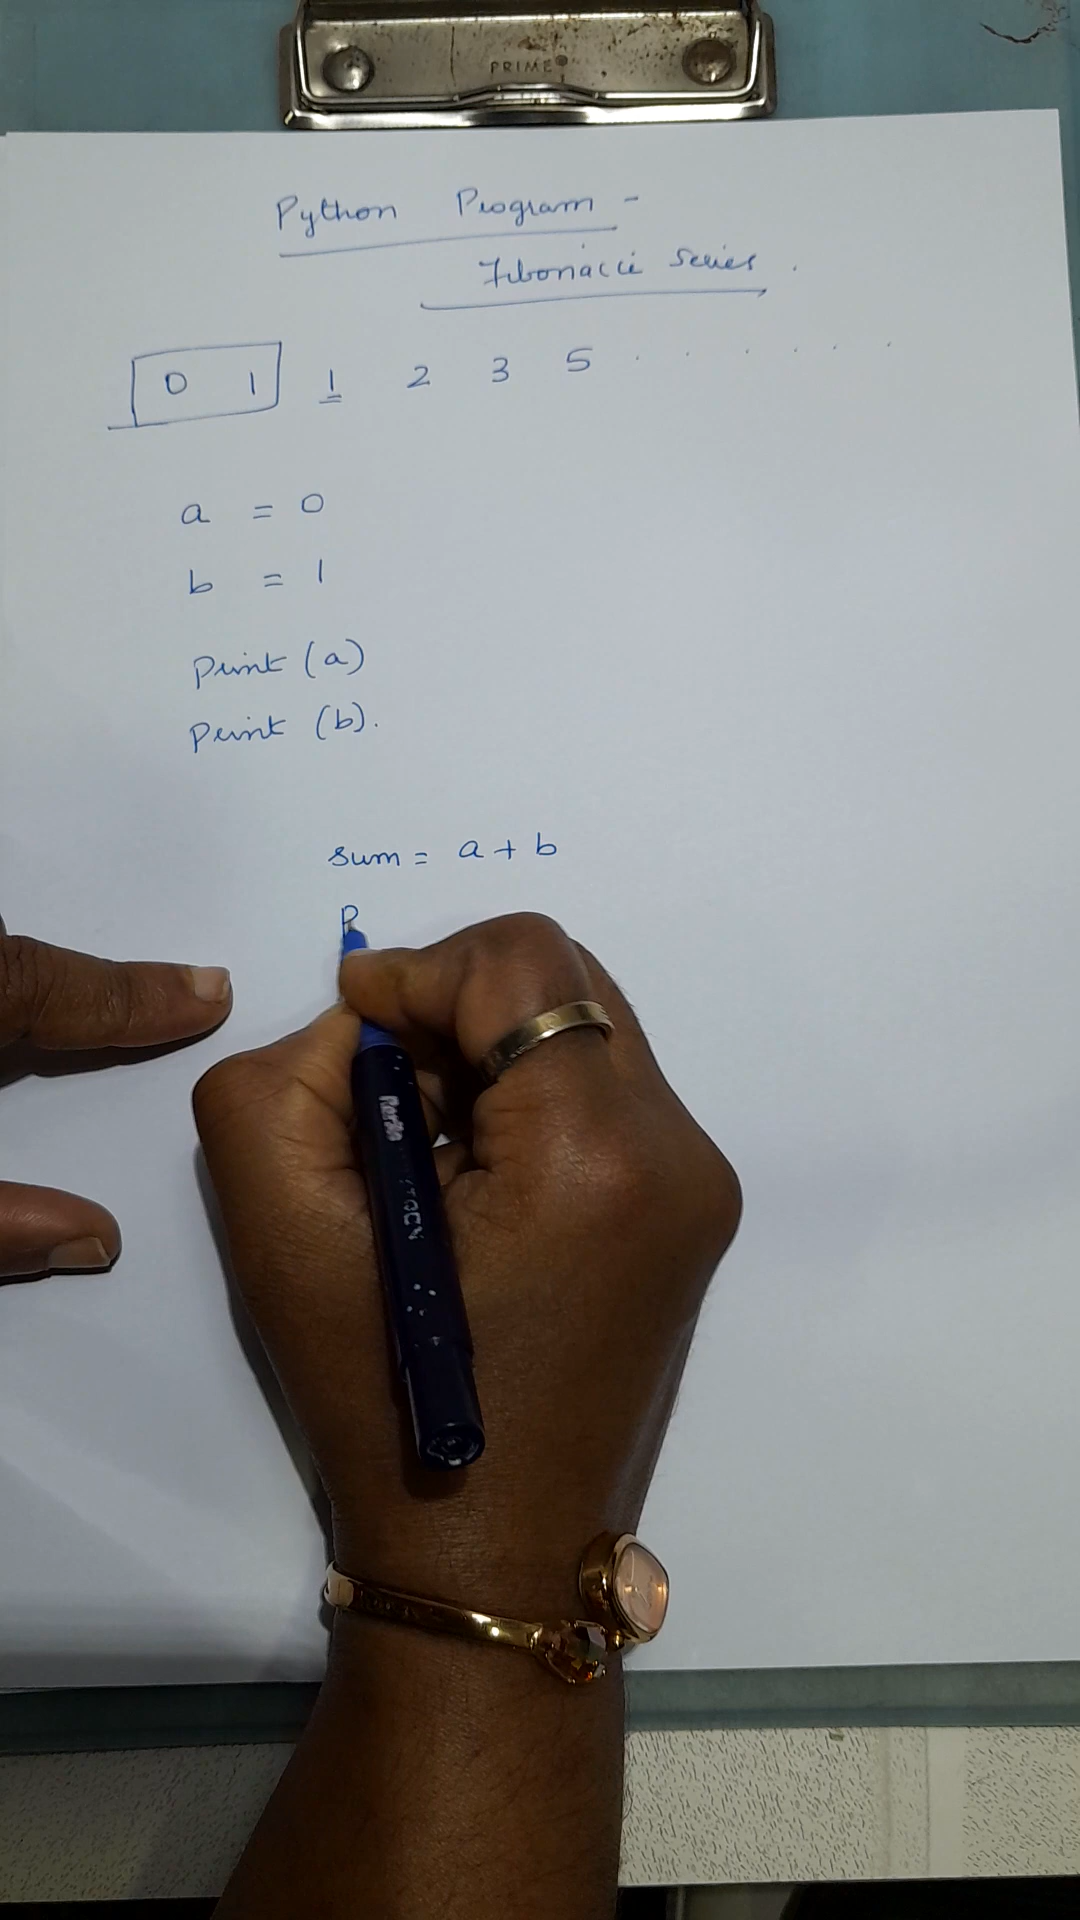 PRIME
Python Program -
Fibonacci Series.
0 1 1 2 3 5 . . . . . .
a = 0
b = 1
print (a)
print (b).
sum = a + b
P